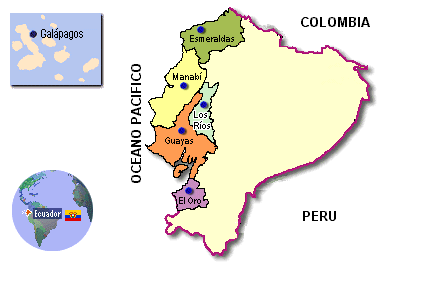 Galápagos
COLOMBIA
Esmeraldas
OCEANO PACIFICO
Manabí
Los
Ríos
Guayas
El Oro
Ecuador
PERU